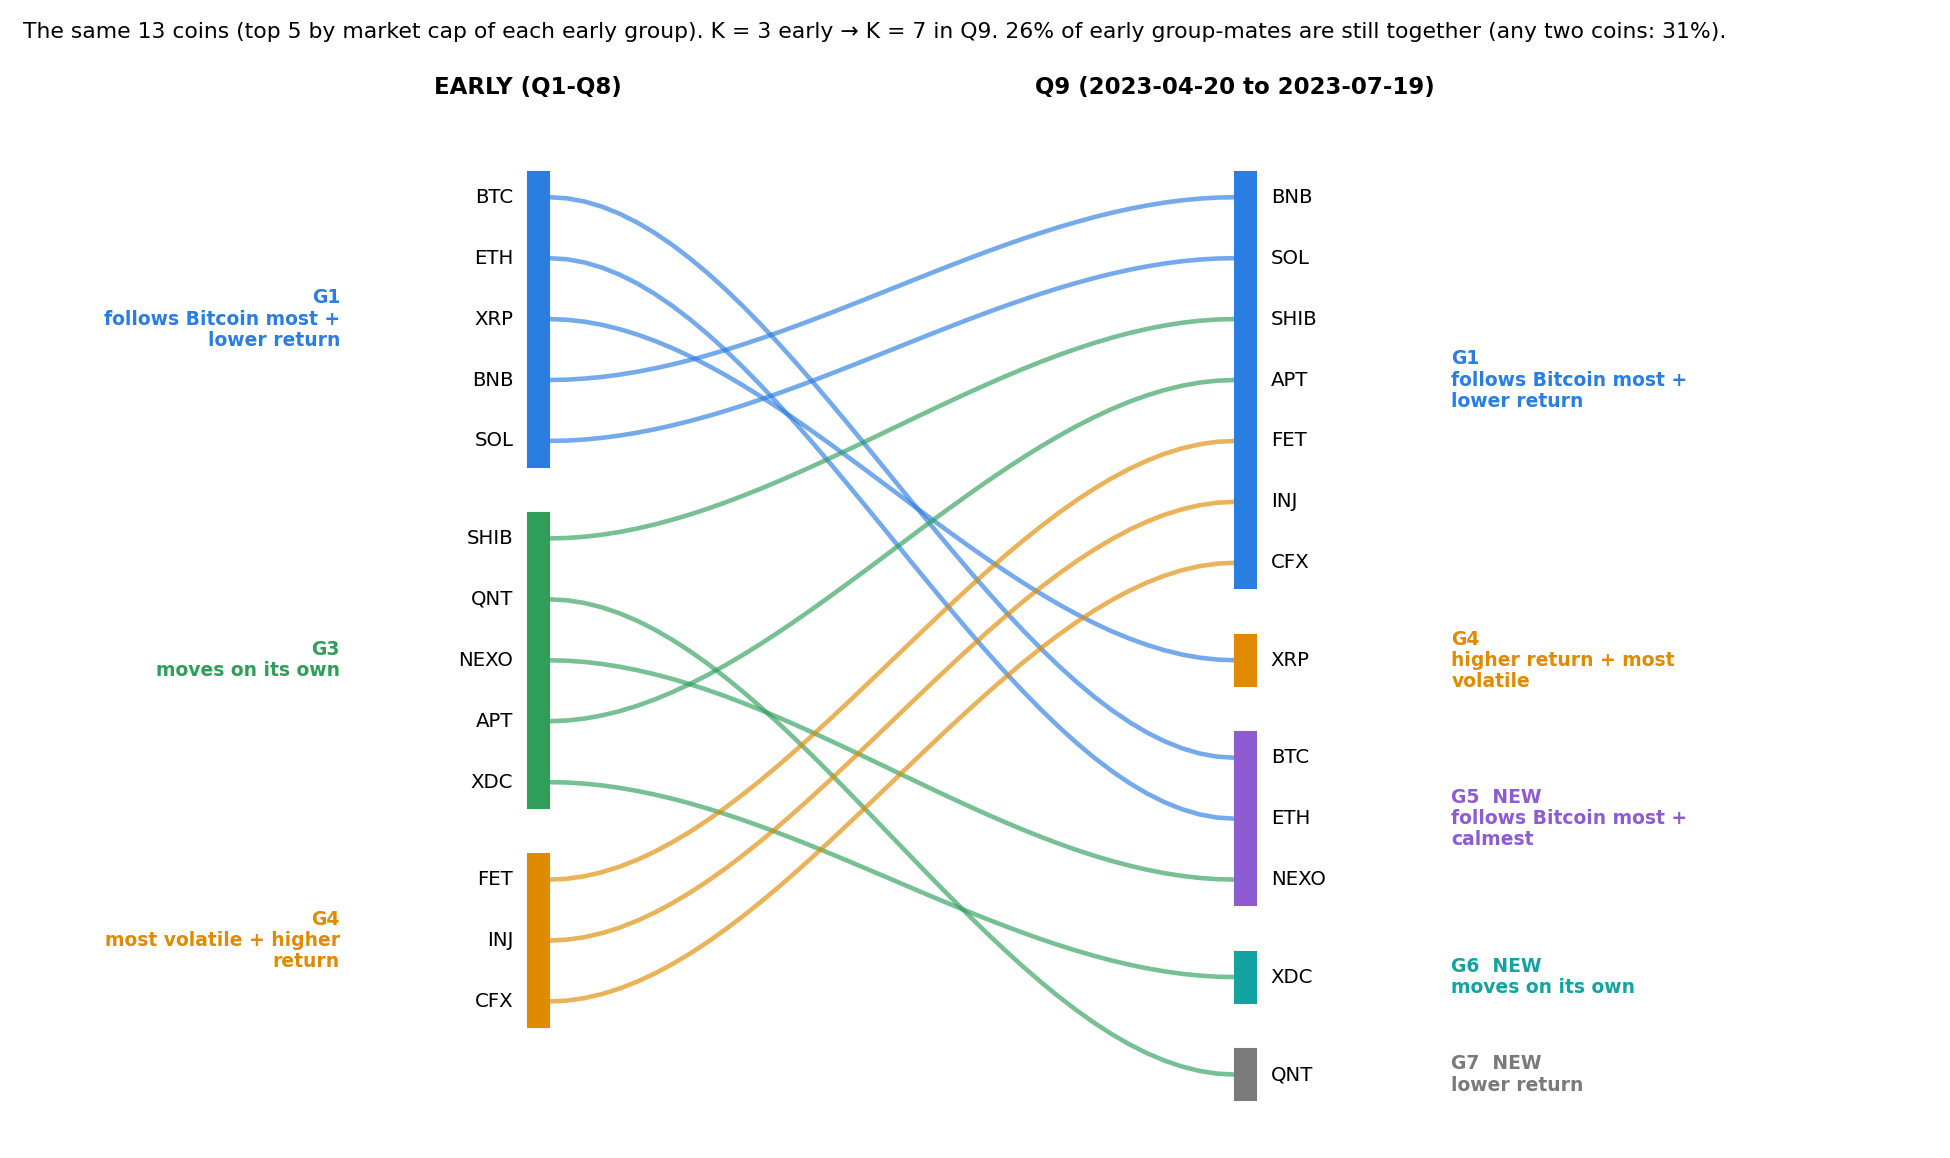 The same 13 coins (top 5 by market cap of each early group). K = 3 early → K = 7 in Q9. 26% of early group-mates are still together (any two coins: 31%).
EARLY (Q1-Q8)
Q9 (2023-04-20 to 2023-07-19)
G1
follows Bitcoin most +
lower return
BTC
ETH
XRP
BNB
SOL
G3
moves on its own
SHIB
QNT
NEXO
APT
XDC
G4
most volatile + higher
return
FET
INJ
CFX
BNB
SOL
SHIB
APT
FET
INJ
CFX
G1
follows Bitcoin most +
lower return
XRP
G4
higher return + most
volatile
BTC
ETH
NEXO
G5  NEW
follows Bitcoin most +
calmest
XDC
G6  NEW
moves on its own
QNT
G7  NEW
lower return